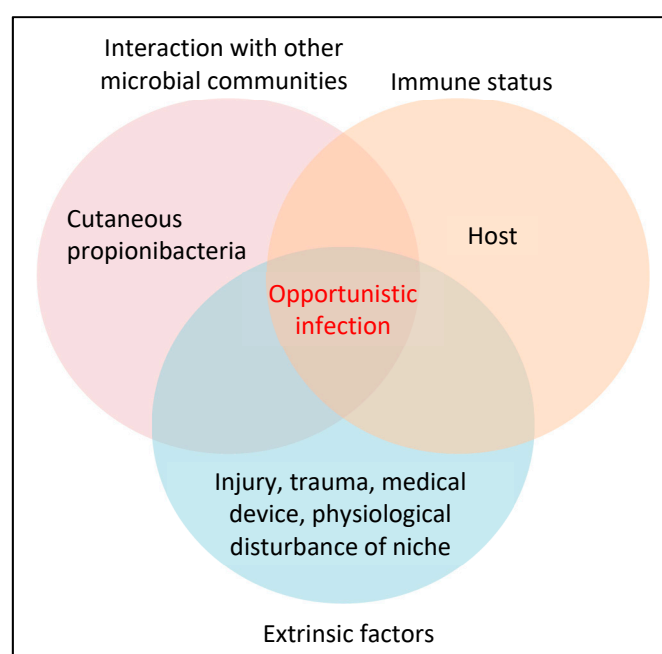 Interaction with other
microbial communities
Immune status
Cutaneous
propionibacteria
Host
Opportunistic
infection
Injury, trauma, medical
device, physiological
disturbance of niche
Extrinsic factors